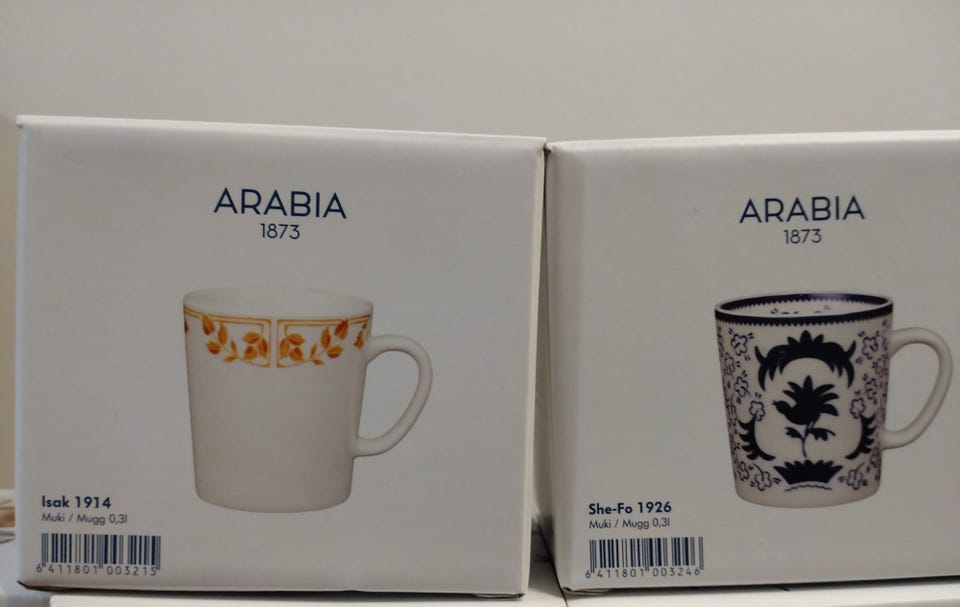 ARABIA
1873
Isak 1914
Muki / Mugg 0,3l
6 411801 003215
ARABIA
1873
She-Fo 1926
Muki / Mugg 0,3l
6 411801 003246